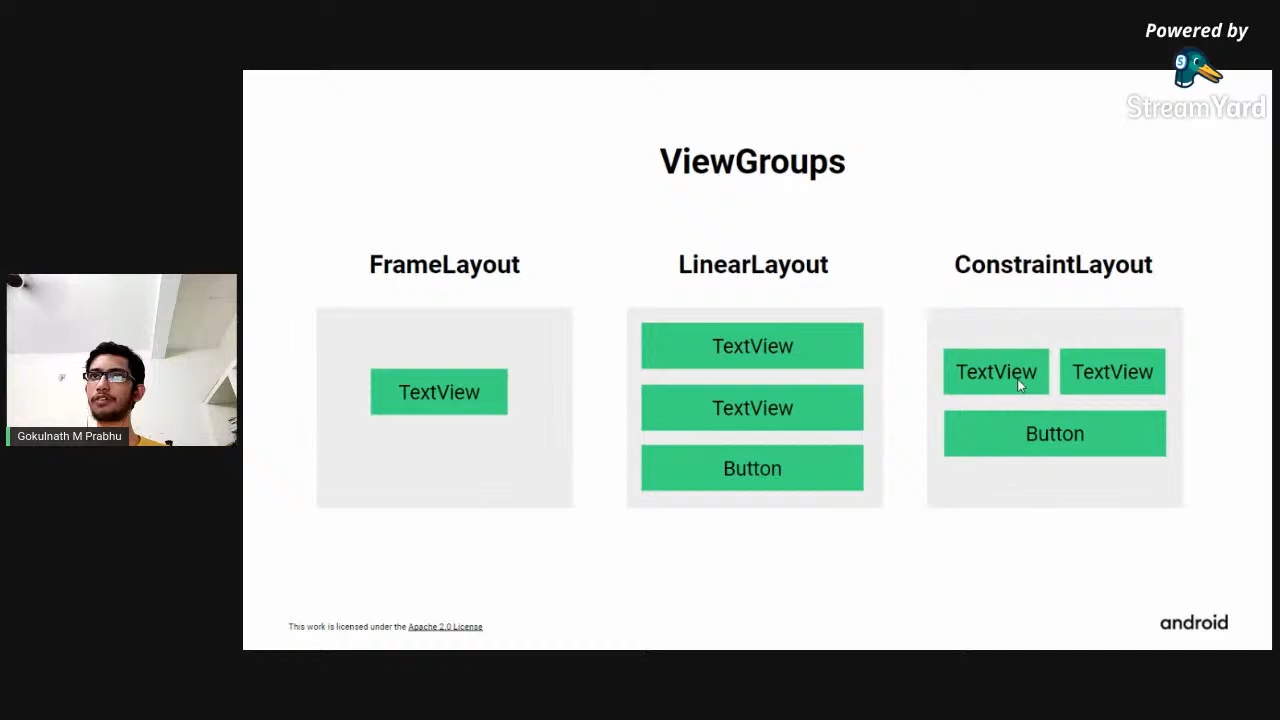 Powered by
StreamYard
ViewGroups
FrameLayout
LinearLayout
ConstraintLayout
TextView
TextView
TextView
Button
TextView
TextView
Button
Gokulnath M Prabhu
This work is licensed under the Apache 2.0 License
android